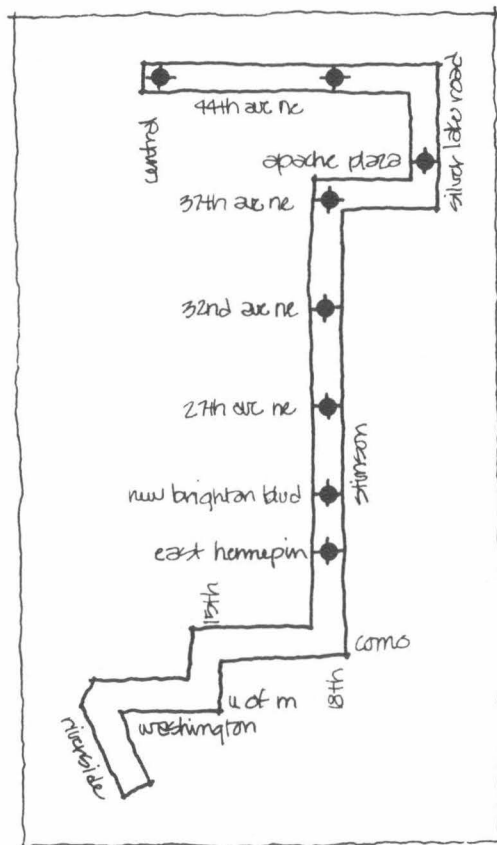 44th ave ne
central
silver lake road
apache plaza
37th ave ne
32nd ave ne
27th ave ne
stinson
new brighton blvd
east hennepin
15th
como
18th
u of m
washington
riverside